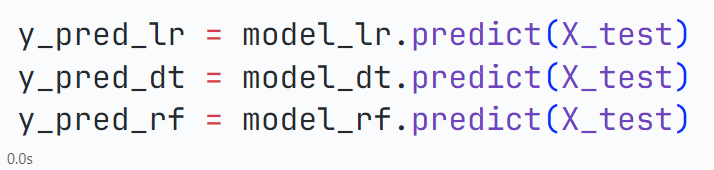 y_pred_lr = model_lr.predict(X_test)
y_pred_dt = model_dt.predict(X_test)
y_pred_rf = model_rf.predict(X_test)
0.0s